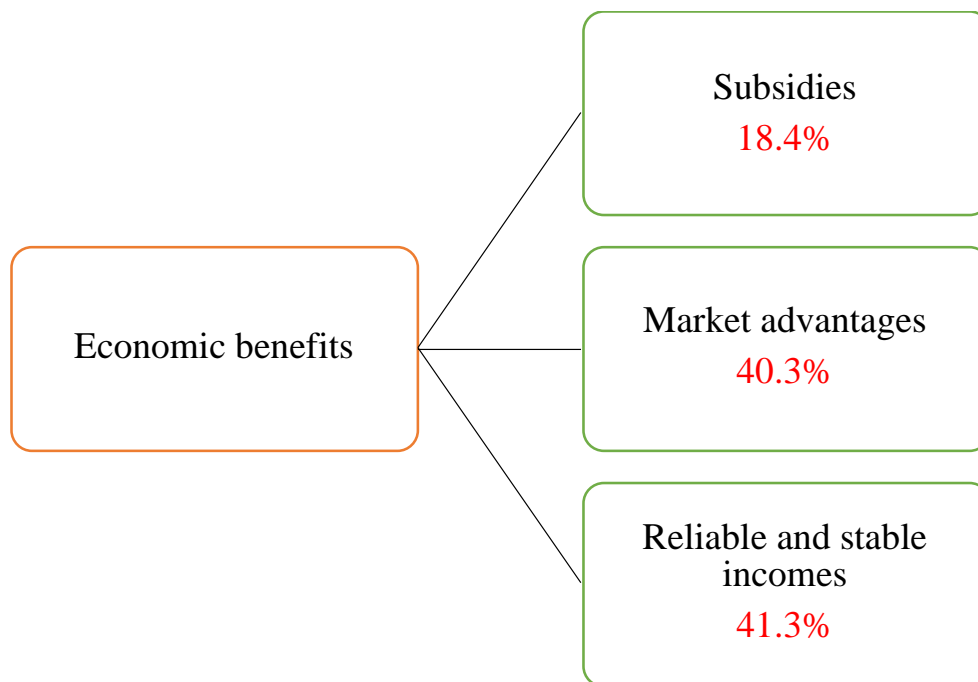 Subsidies
18.4%
Economic benefits
Market advantages
40.3%
Reliable and stable
incomes
41.3%